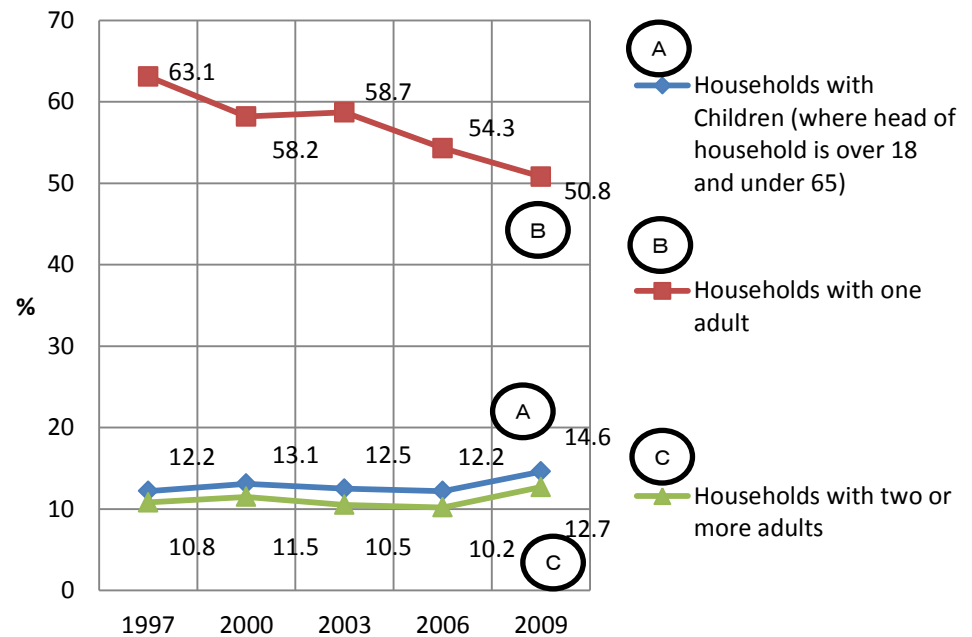 70
60
50
40
30
20
10
0
%
63.1
58.2
58.7
54.3
50.8
B
A
12.2
13.1
12.5
12.2
14.6
10.8
11.5
10.5
10.2
12.7
C
1997 2000 2003 2006 2009
A
Households with
Children (where head of
household is over 18
and under 65)
B
Households with one
adult
C
Households with two or
more adults